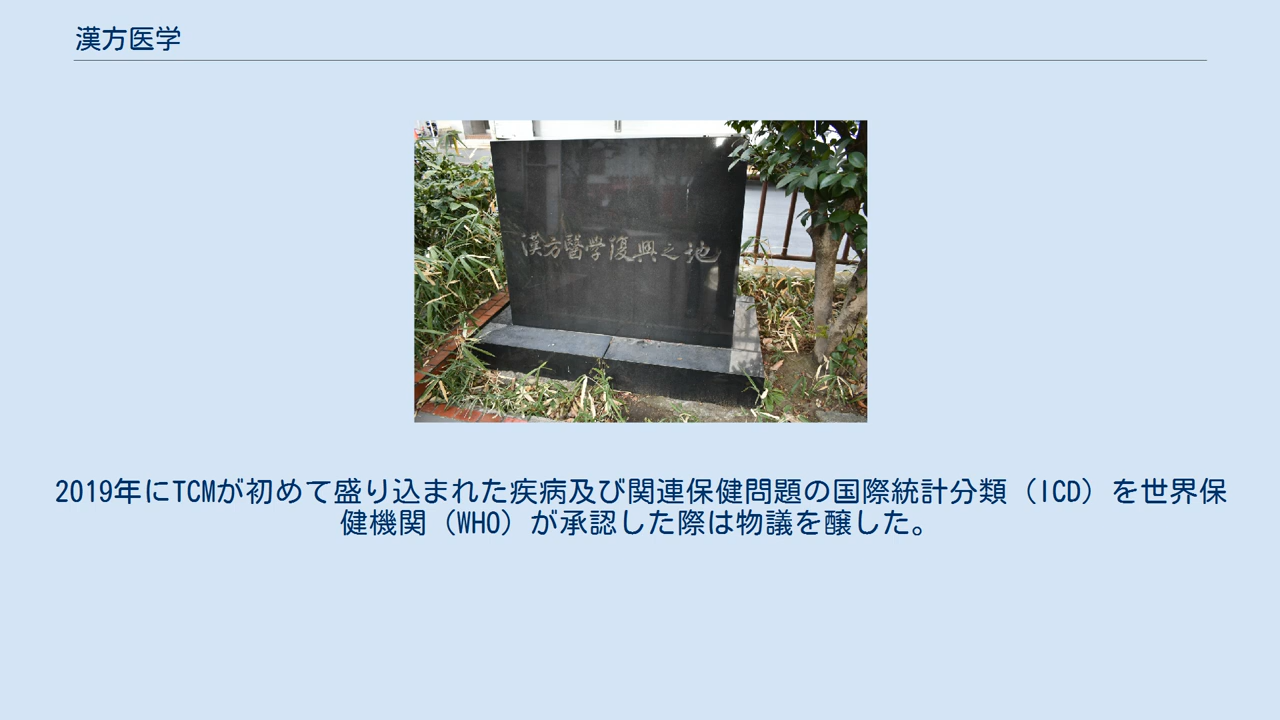 漢方医学
漢方醫学復興之地
2019年にTCMが初めて盛り込まれた疾病及び関連保健問題の国際統計分類（ICD）を世界保
健機関（WHO）が承認した際は物議を醸した。